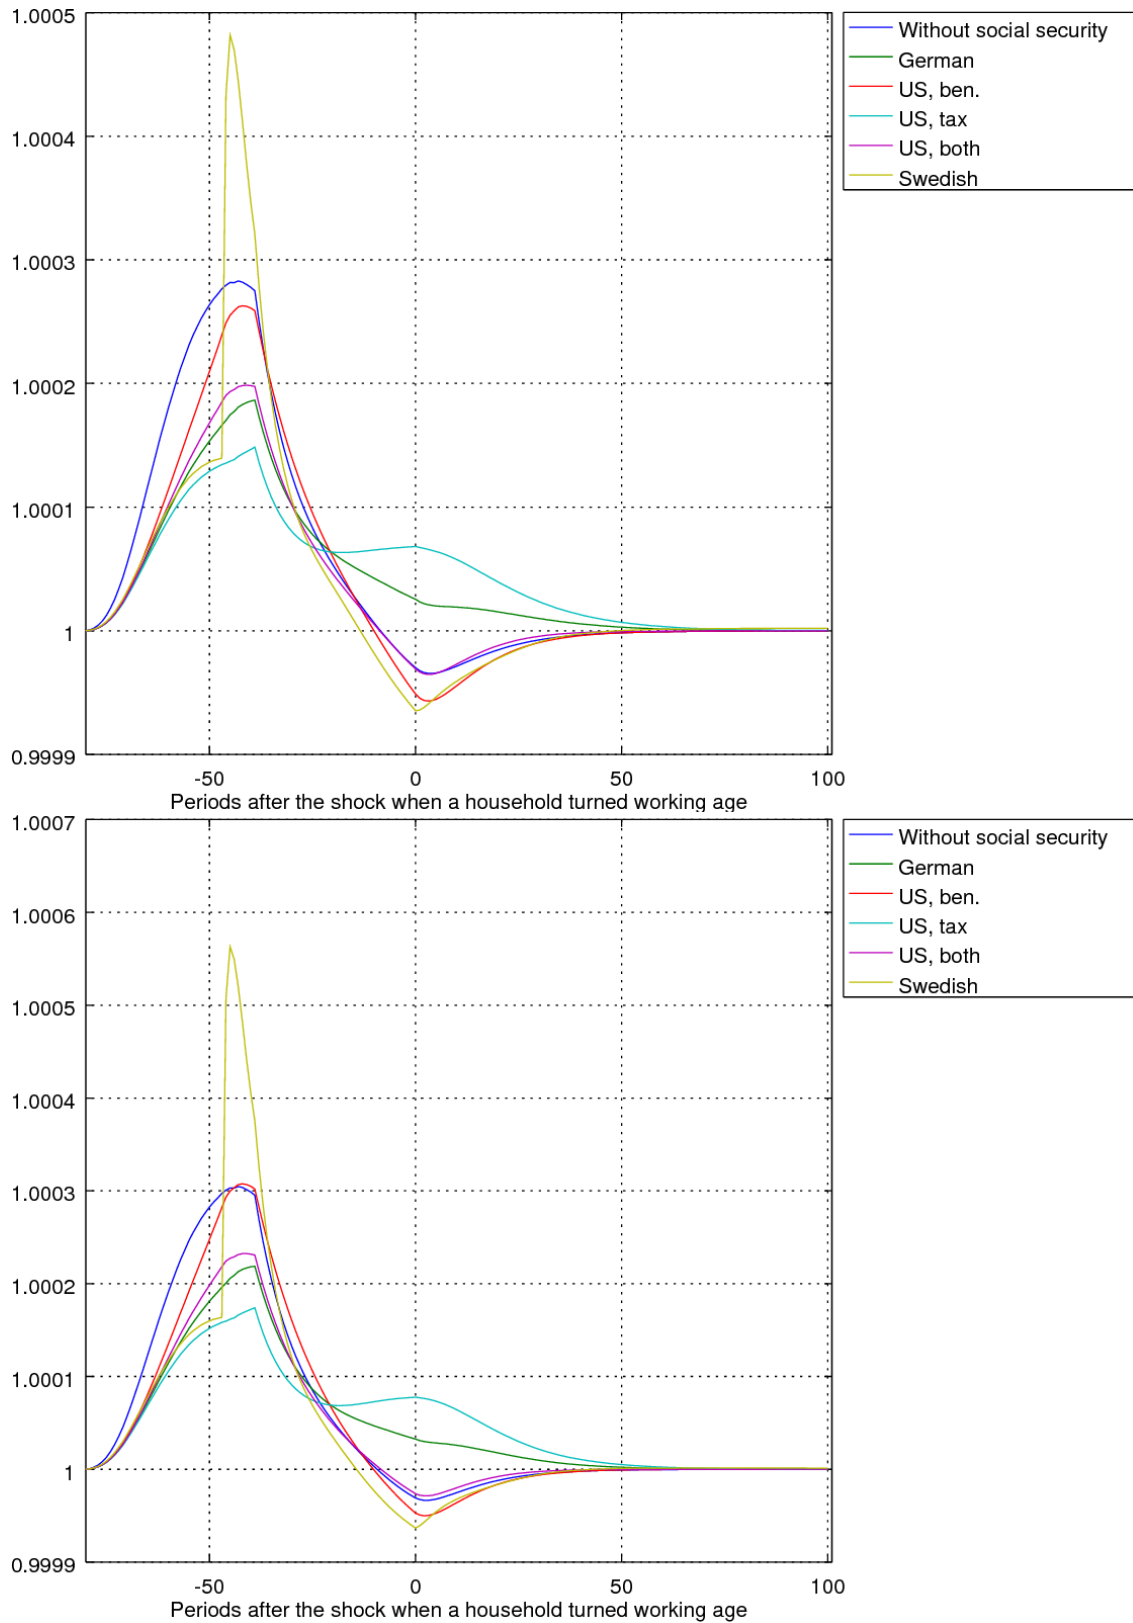 1.0005
1.0004
1.0003
1.0002
1.0001
1
0.9999
-50
0
50
100
Periods after the shock when a household turned working age
Without social security
German
US, ben.
US, tax
US, both
Swedish
1.0007
1.0006
1.0005
1.0004
1.0003
1.0002
1.0001
1
0.9999
-50
0
50
100
Periods after the shock when a household turned working age
Without social security
German
US, ben.
US, tax
US, both
Swedish